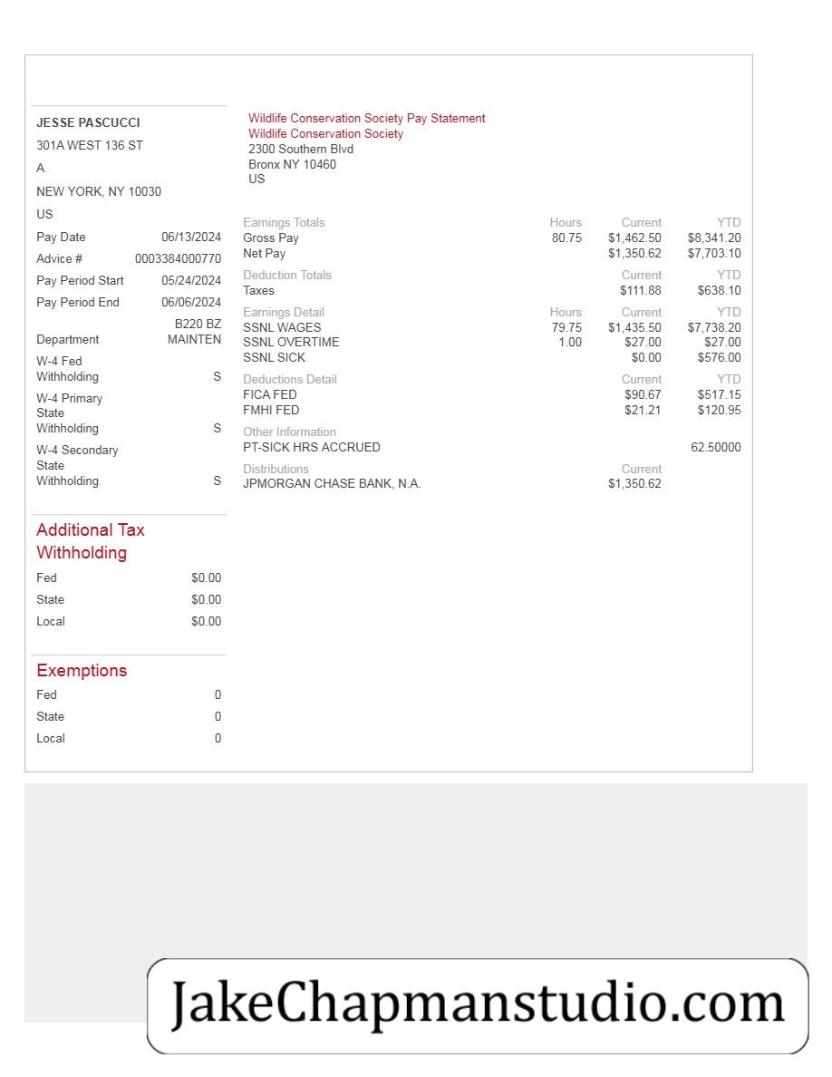 JESSE PASCUCCI
301A WEST 136 ST
A
NEW YORK, NY 10030
US
Pay Date 06/13/2024
Advice # 0003384000770
Pay Period Start 05/24/2024
Pay Period End 06/06/2024
B220 BZ
Department MAINTEN
W-4 Fed
Withholding S
W-4 Primary
State
Withholding S
W-4 Secondary
State
Withholding S
Additional Tax
Withholding
Fed $0.00
State $0.00
Local $0.00
Exemptions
Fed 0
State 0
Local 0
Wildlife Conservation Society Pay Statement
Wildlife Conservation Society
2300 Southern Blvd
Bronx NY 10460
US
Earnings Totals Hours Current YTD
Gross Pay 80.75 $1,462.50 $8,341.20
Net Pay $1,350.62 $7,703.10
Deduction Totals Current YTD
Taxes $111.88 $638.10
Earnings Detail Hours Current YTD
SSNL WAGES 79.75 $1,435.50 $7,738.20
SSNL OVERTIME 1.00 $27.00 $27.00
SSNL SICK $0.00 $576.00
Deductions Detail Current YTD
FICA FED $90.67 $517.15
FMHI FED $21.21 $120.95
Other Information
PT-SICK HRS ACCRUED 62.50000
Distributions Current
JPMORGAN CHASE BANK, N.A. $1,350.62
JakeChapmanstudio.com